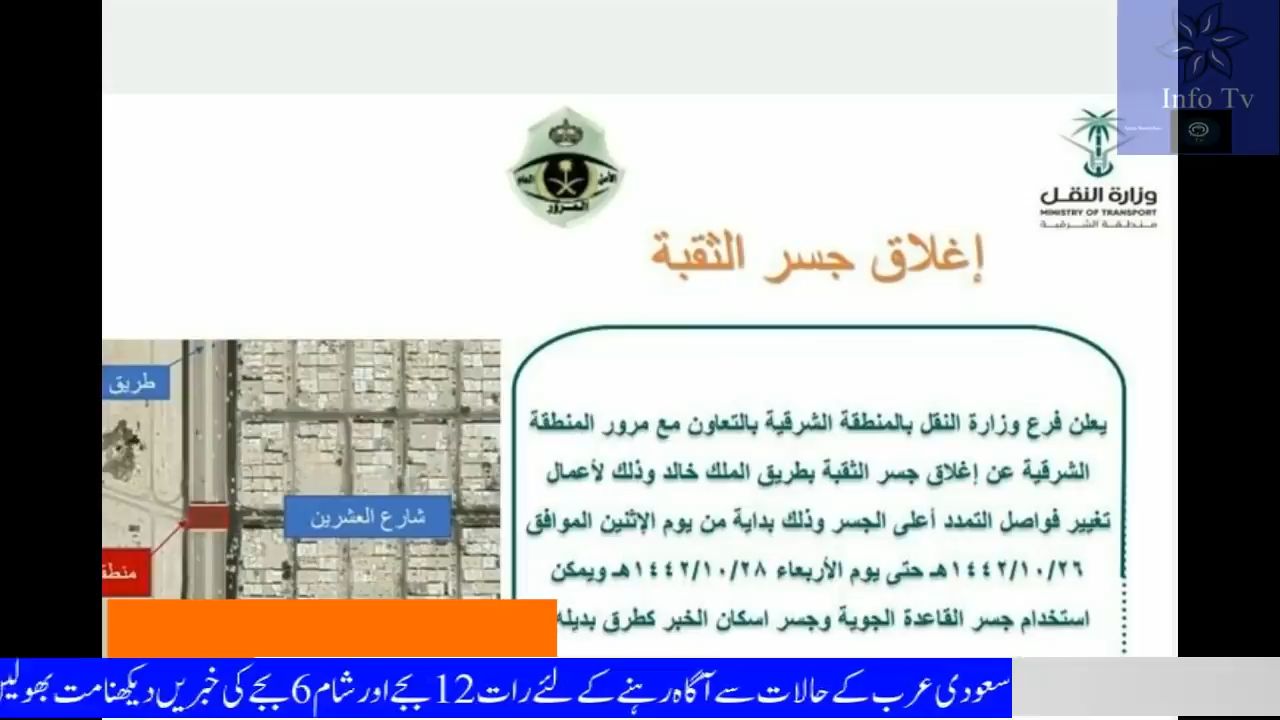 Info Tv
الأمن
العام
المرور
وزارة النقل
MINISTRY OF TRANSPORT
منطقة الشرقية
إغلاق جسر الثقبة
يعلن فرع وزارة النقل بالمنطقة الشرقية بالتعاون مع مرور المنطقة
الشرقية عن إغلاق جسر الثقبة بطريق الملك خالد وذلك لأعمال
تغيير فواصل التمدد أعلى الجسر وذلك بداية من يوم الإثنين الموافق
١٤٤٢/١٠/٢٦هـ حتى يوم الأربعاء ١٤٤٢/١٠/٢٨هـ ويمكن
استخدام جسر القاعدة الجوية وجسر اسكان الخبر كطرق بديله
طريق
شارع العشرين
سعودی عرب کے حالات سے آگاہ رہنے کے لئے رات 12 بجے اور شام 6 بجے کی خبریں دیکھنا مت بھولیں